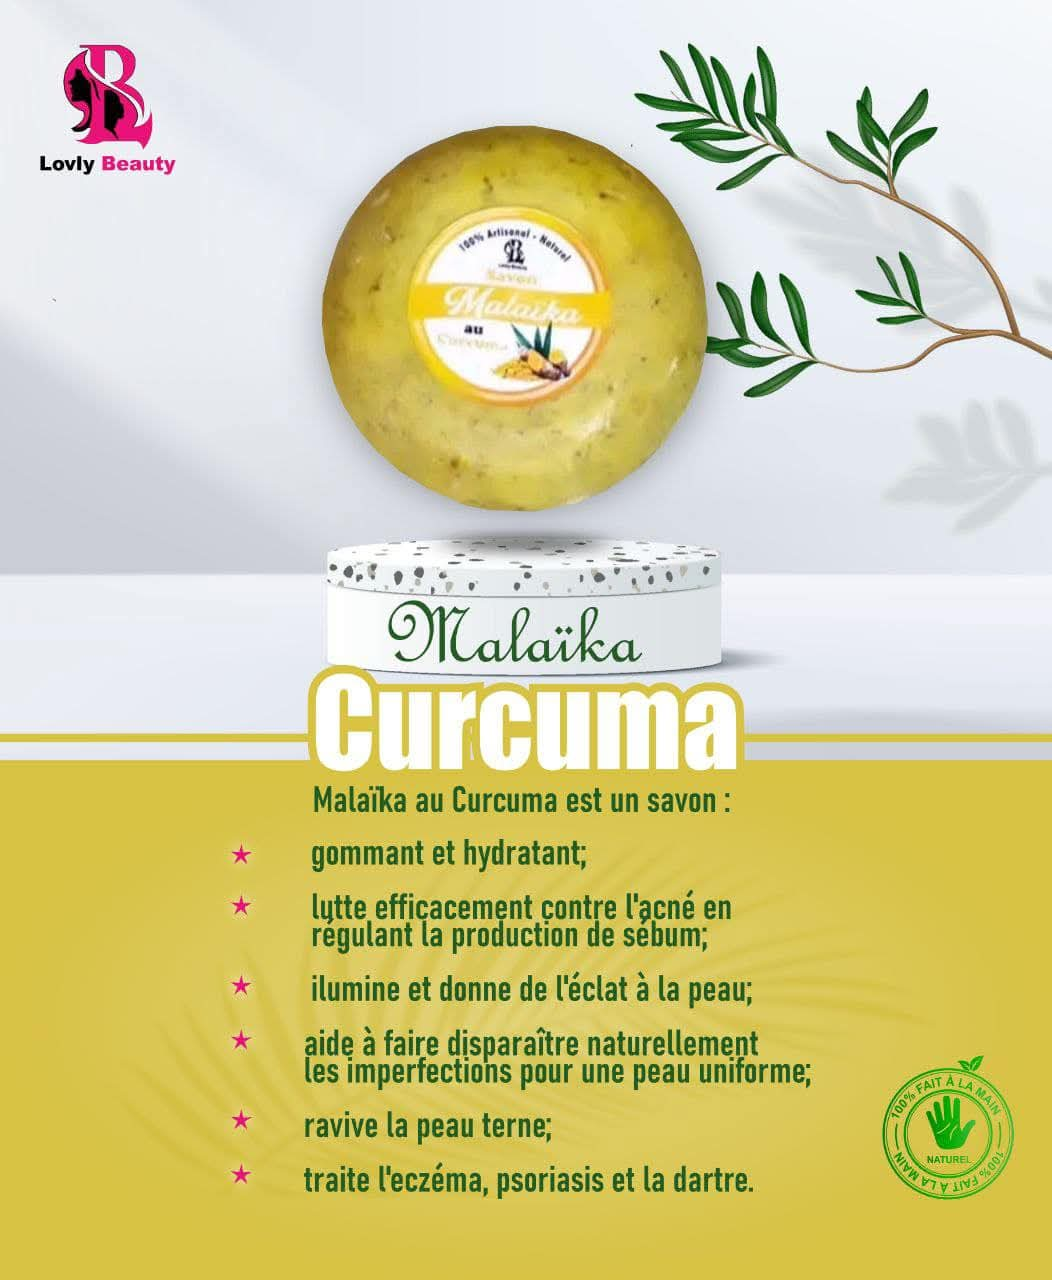 Lovly Beauty
100% Artisanal - Naturel
Lovly Beauty
Savon
Malaïka
au
Curcuma
Malaïka
Curcuma
Malaïka au Curcuma est un savon :
gommant et hydratant;
lutte efficacement contre l'acné en
régulant la production de sébum;
ilumine et donne de l'éclat à la peau;
aide à faire disparaître naturellement
les imperfections pour une peau uniforme;
ravive la peau terne;
traite l'eczéma, psoriasis et la dartre.
100% FAIT À LA MAIN
NATUREL
100% FAIT À LA MAIN